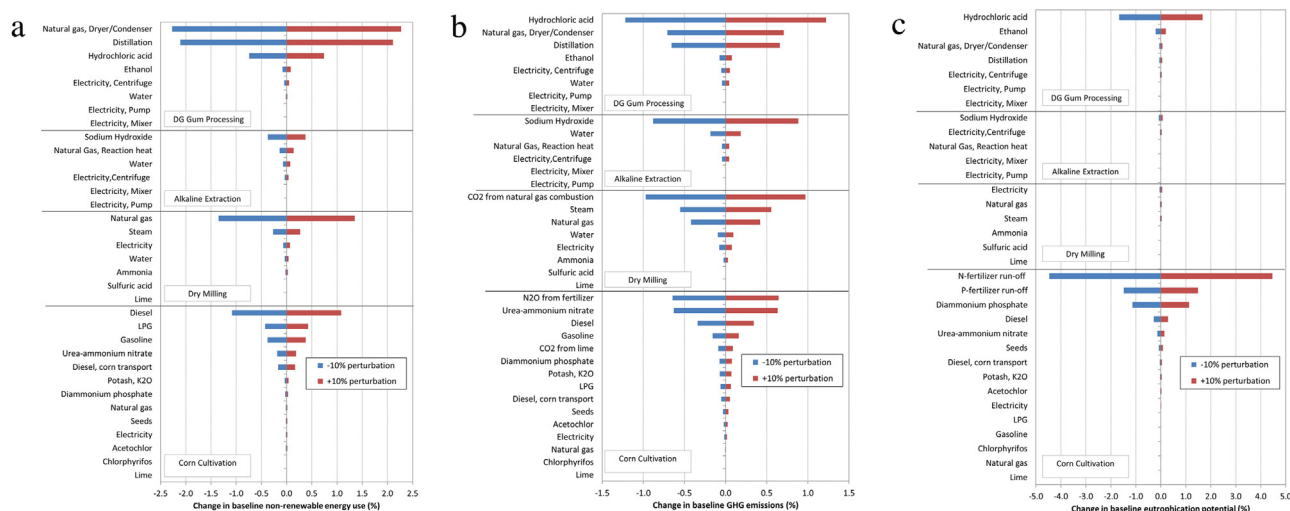 a
Natural gas, Dryer/Condenser
Distillation
Hydrochloric acid
Ethanol
Electricity, Centrifuge
Water
Electricity, Pump
Electricity, Mixer
DG Gum Processing
Sodium Hydroxide
Natural Gas, Reaction heat
Water
Electricity,Centrifuge
Electricity, Mixer
Electricity, Pump
Alkaline Extraction
Natural gas
Steam
Electricity
Water
Ammonia
Sulfuric acid
Lime
Dry Milling
Diesel
LPG
Gasoline
Urea-ammonium nitrate
Diesel, corn transport
Potash, K2O
Diammonium phosphate
Natural gas
Seeds
Electricity
Acetochlor
Chlorphyrifos
Lime
-10% perturbation
+10% perturbation
Corn Cultivation
-2.5 -2.0 -1.5 -1.0 -0.5 0.0 0.5 1.0 1.5 2.0 2.5
Change in baseline non-renewable energy use (%)
b
Hydrochloric acid
Natural gas, Dryer/Condenser
Distillation
Ethanol
Electricity, Centrifuge
Water
Electricity, Pump
Electricity, Mixer
DG Gum Processing
Sodium Hydroxide
Water
Natural Gas, Reaction heat
Electricity,Centrifuge
Electricity, Mixer
Electricity, Pump
Alkaline Extraction
CO2 from natural gas combustion
Steam
Natural gas
Water
Electricity
Ammonia
Sulfuric acid
Lime
Dry Milling
N2O from fertilizer
Urea-ammonium nitrate
Diesel
Gasoline
CO2 from lime
Diammonium phosphate
Potash, K2O
LPG
Diesel, corn transport
Seeds
Acetochlor
Electricity
Natural gas
Chlorphyrifos
Lime
-10% perturbation
+10% perturbation
Corn Cultivation
-1.5 -1.0 -0.5 0.0 0.5 1.0 1.5
Change in baseline GHG emissions (%)
c
Hydrochloric acid
Ethanol
Natural gas, Dryer/Condenser
Distillation
Electricity, Centrifuge
Electricity, Pump
Electricity, Mixer
DG Gum Processing
Sodium Hydroxide
Electricity,Centrifuge
Natural Gas, Reaction heat
Electricity, Mixer
Electricity, Pump
Alkaline Extraction
Electricity
Natural gas
Steam
Ammonia
Sulfuric acid
Lime
Dry Milling
N-fertilizer run-off
P-fertilizer run-off
Diammonium phosphate
Diesel
Urea-ammonium nitrate
Seeds
Diesel, corn transport
Potash, K2O
Acetochlor
Electricity
LPG
Gasoline
Chlorphyrifos
Natural gas
Lime
-10% perturbation
+10% perturbation
Corn Cultivation
-5.0 -4.0 -3.0 -2.0 -1.0 0.0 1.0 2.0 3.0 4.0 5.0
Change in baseline eutrophication potential (%)